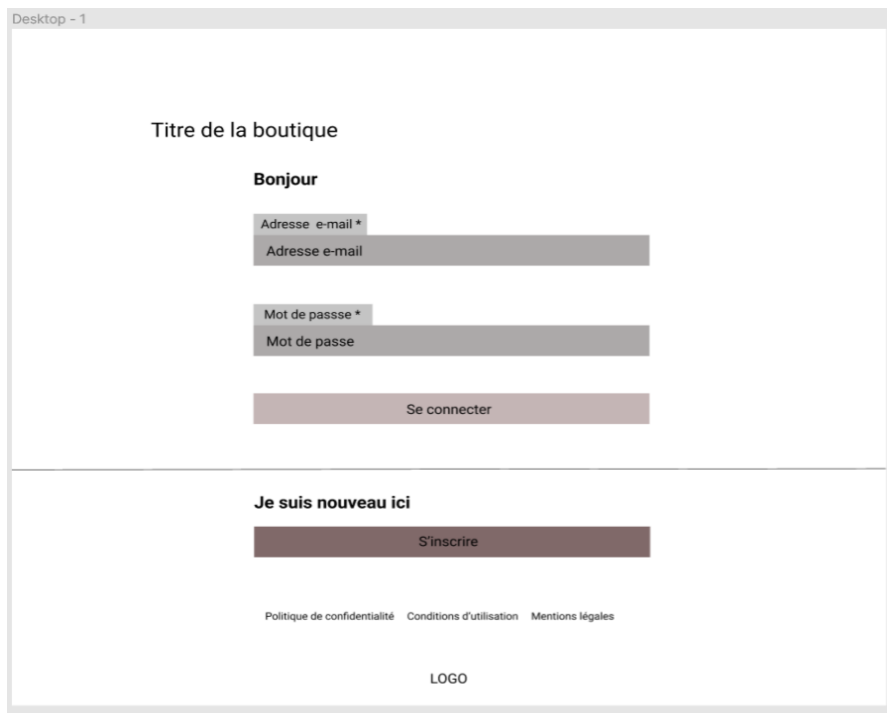 Desktop - 1
Titre de la boutique
Bonjour
Adresse e-mail *
Adresse e-mail
Mot de passse *
Mot de passe
Se connecter
Je suis nouveau ici
S'inscrire
Politique de confidentialité Conditions d'utilisation Mentions légales
LOGO